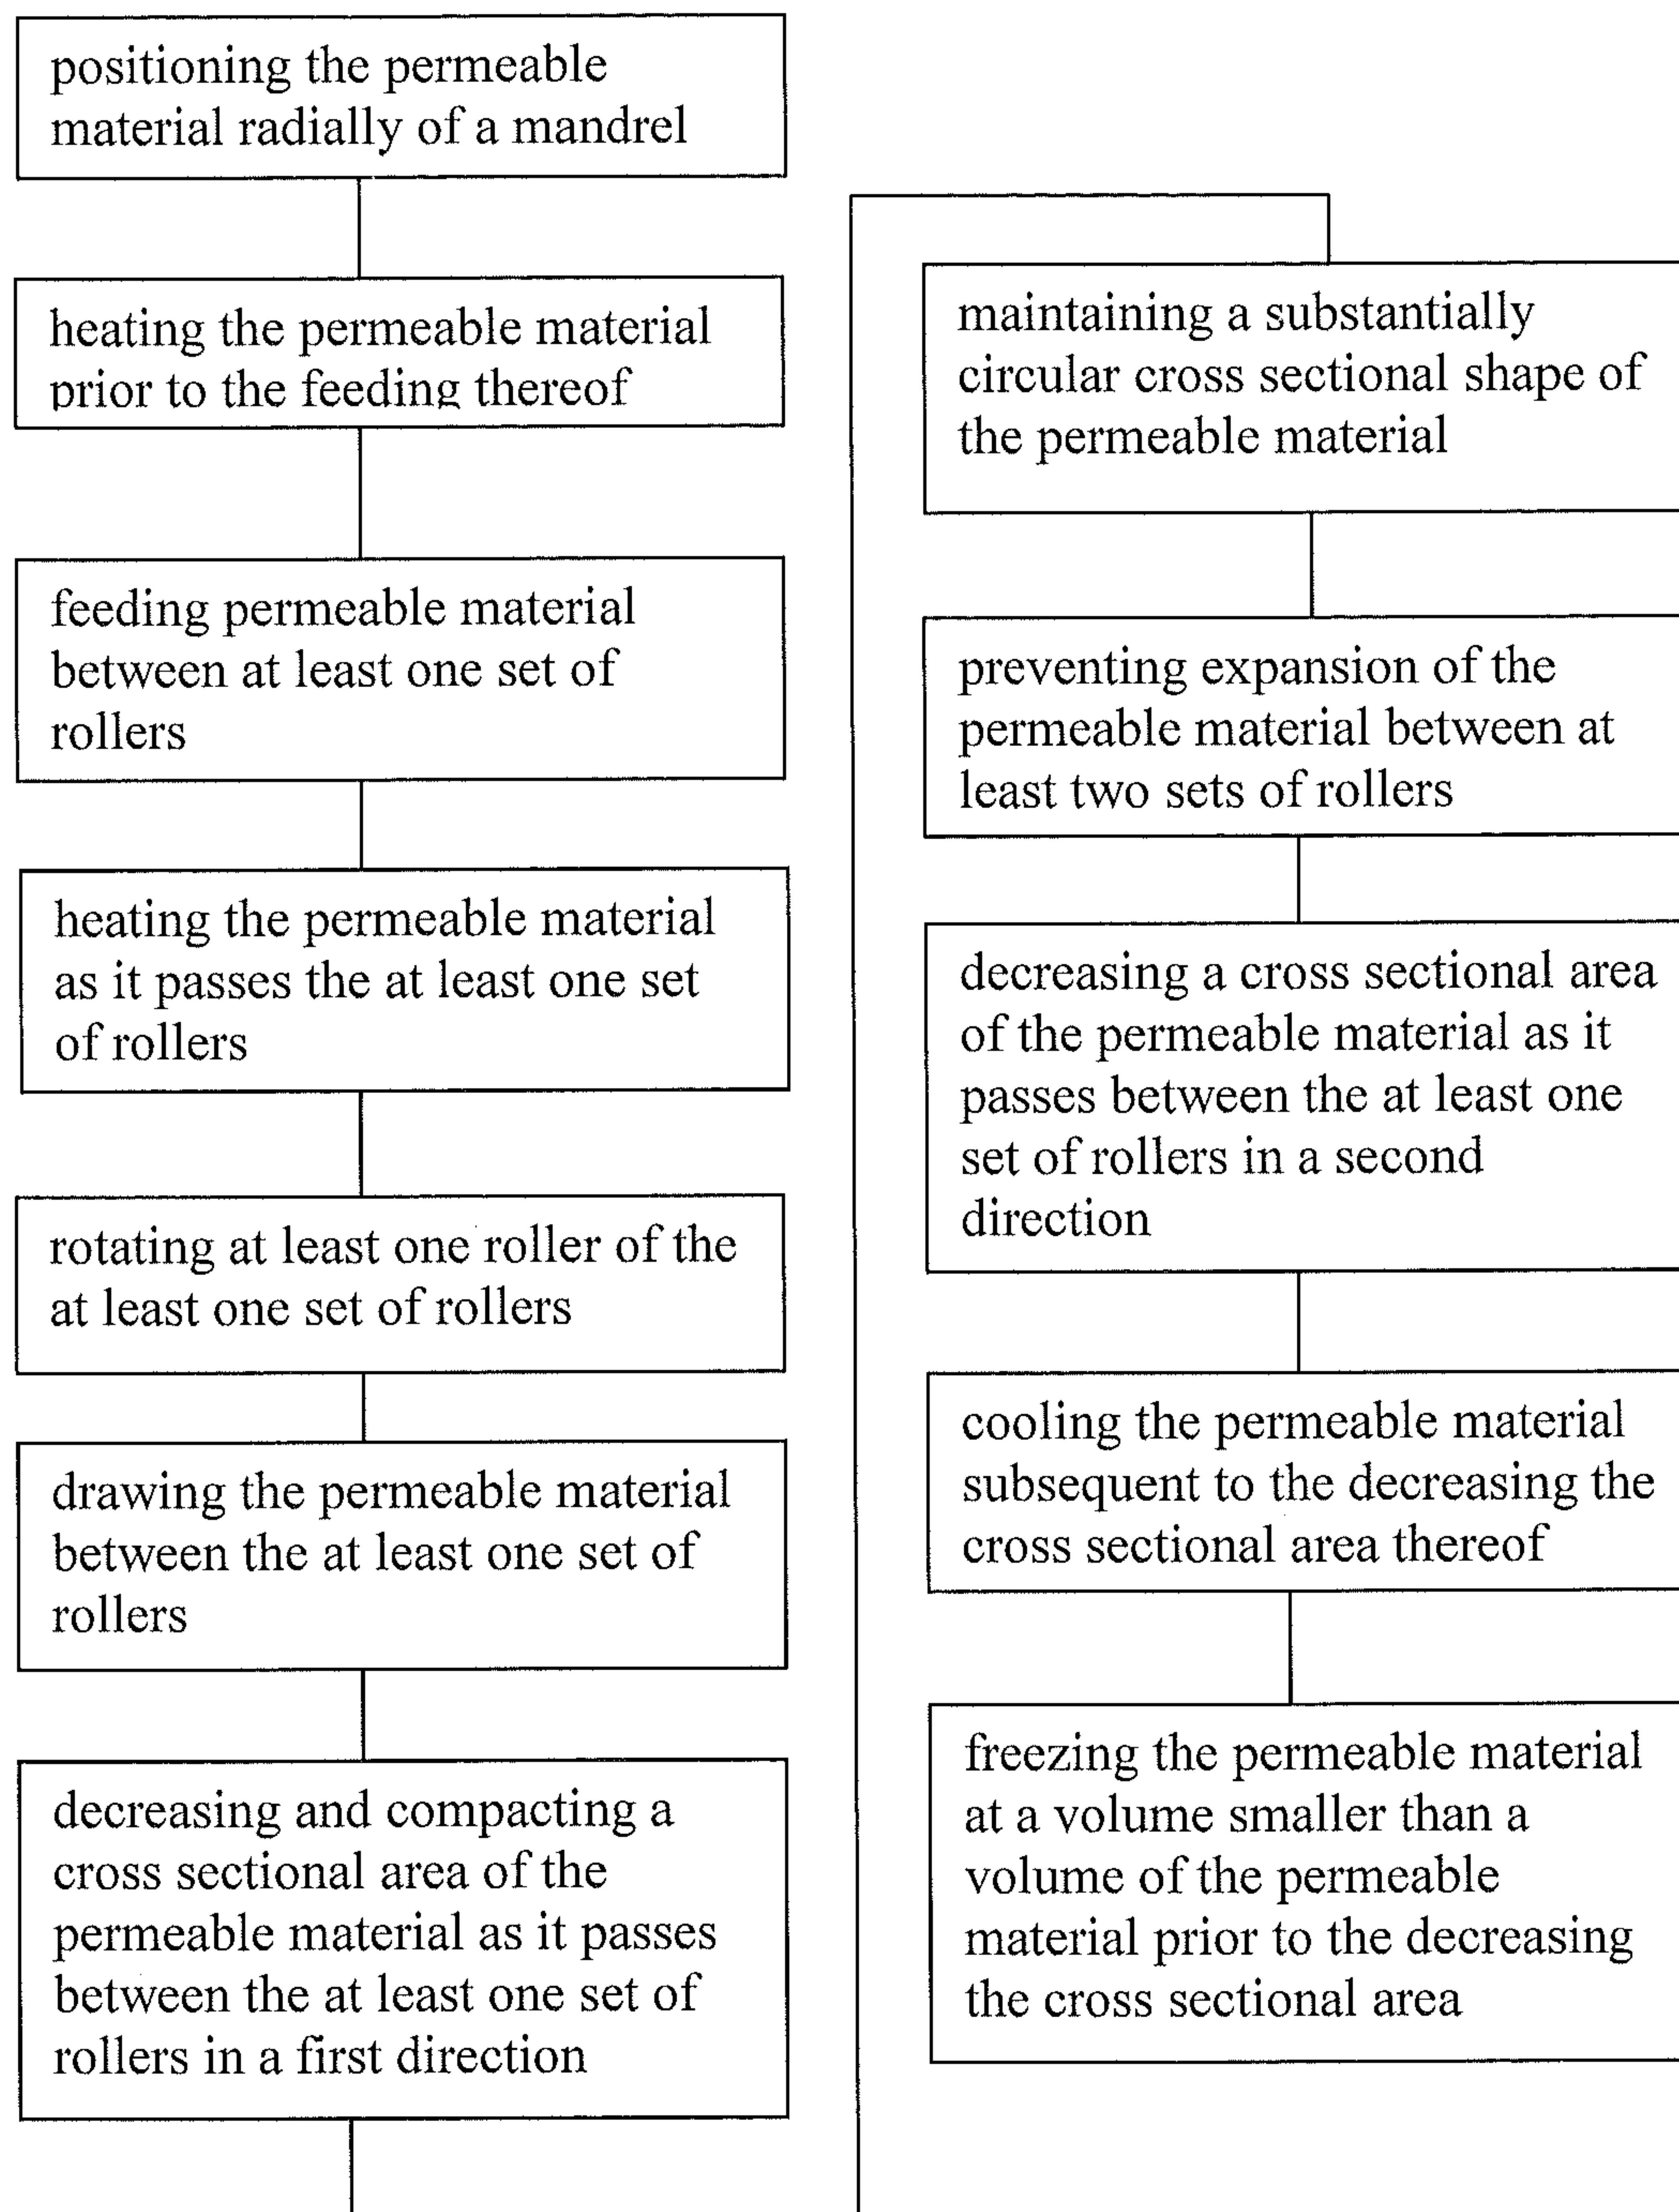 positioning the permeable
material radially of a mandrel
heating the permeable material
prior to the feeding thereof
feeding permeable material
between at least one set of
rollers
heating the permeable material
as it passes the at least one set
of rollers
rotating at least one roller of the
at least one set of rollers
drawing the permeable material
between the at least one set of
rollers
decreasing and compacting a
cross sectional area of the
permeable material as it passes
between the at least one set of
rollers in a first direction
maintaining a substantially
circular cross sectional shape of
the permeable material
preventing expansion of the
permeable material between at
least two sets of rollers
decreasing a cross sectional area
of the permeable material as it
passes between the at least one
set of rollers in a second
direction
cooling the permeable material
subsequent to the decreasing the
cross sectional area thereof
freezing the permeable material
at a volume smaller than a
volume of the permeable
material prior to the decreasing
the cross sectional area